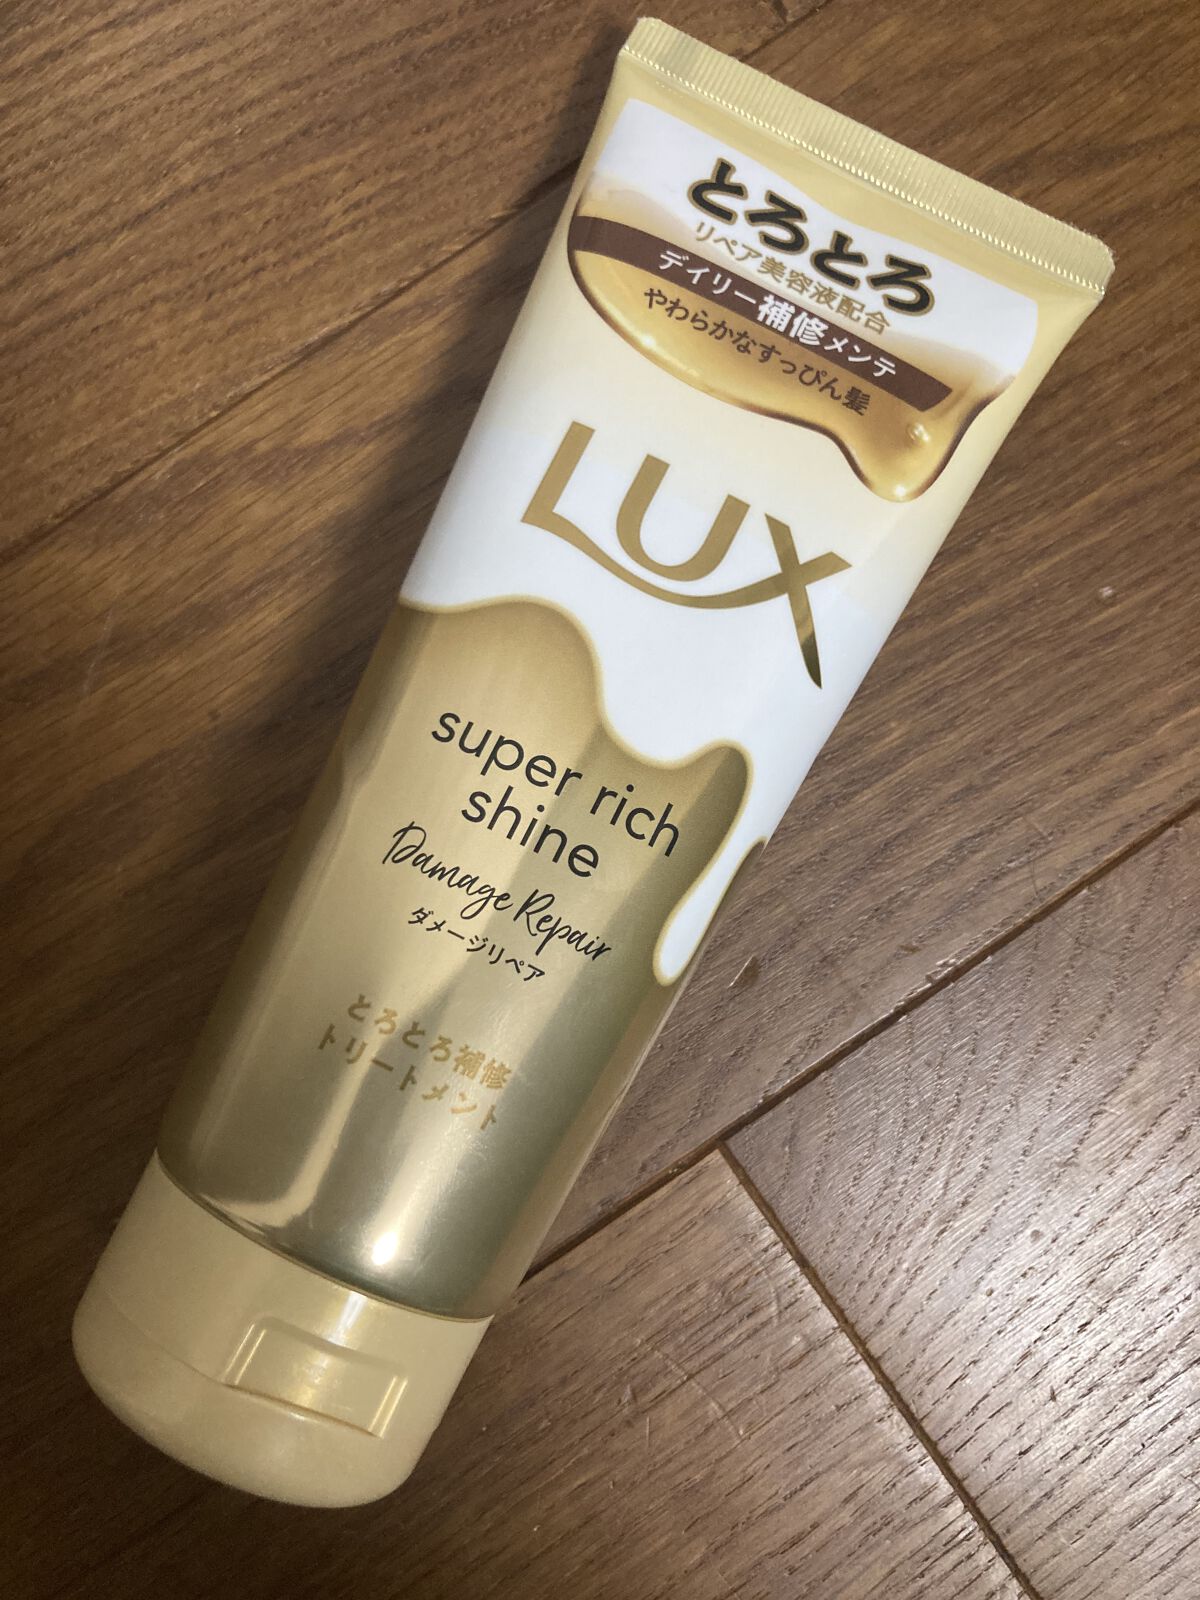 とろとろ
リペア美容液配合
デイリー補修メンテ
やわらかなすっぴん髪
LUX
super rich
shine
Damage Repair
ダメージリペア
とろとろ補修
トリートメント